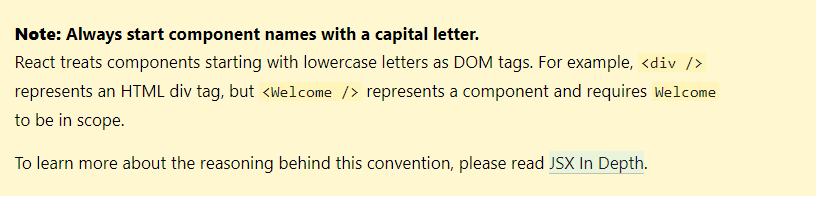 Note: Always start component names with a capital letter.
React treats components starting with lowercase letters as DOM tags. For example, <div />
represents an HTML div tag, but <Welcome /> represents a component and requires Welcome
to be in scope.
To learn more about the reasoning behind this convention, please read JSX In Depth.